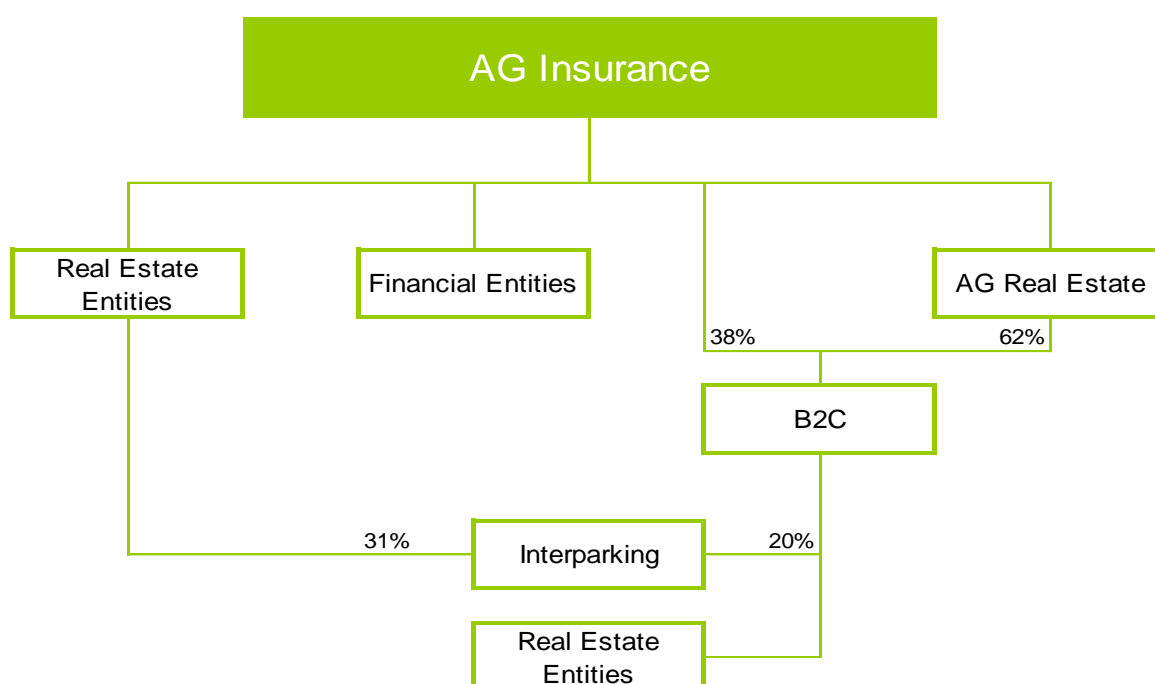 AG Insurance
Real Estate
Entities
Financial Entities
AG Real Estate
38%
62%
B2C
31%
Interparking
20%
Real Estate
Entities